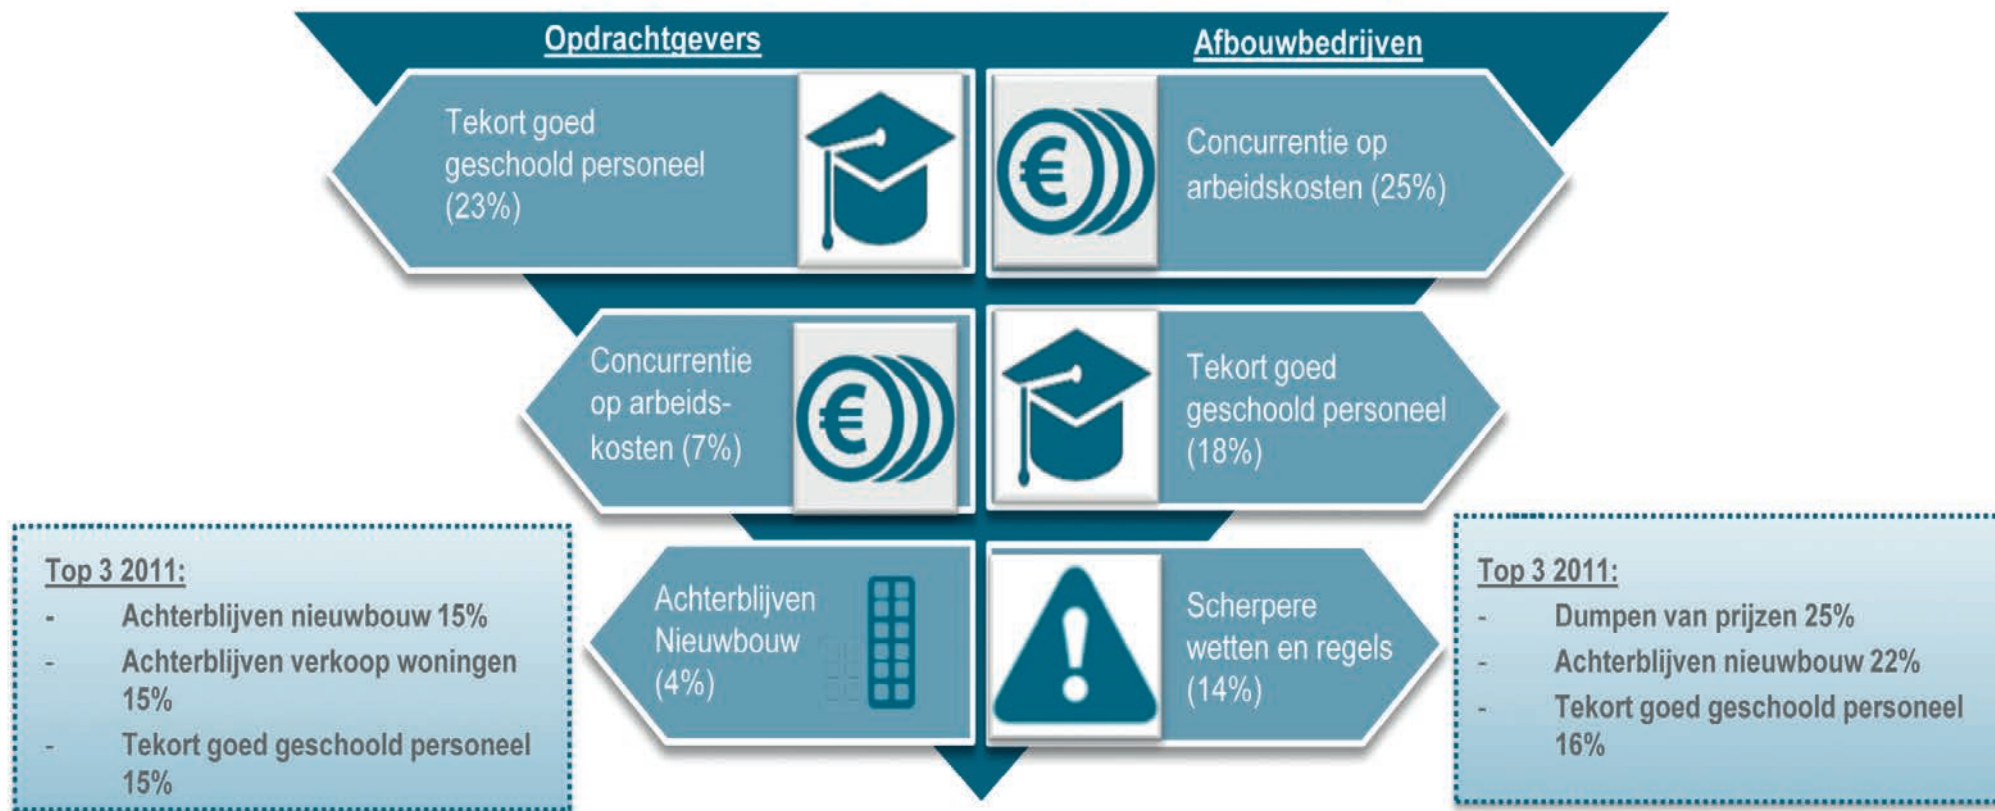 Opdrachtgevers
Tekort goed
geschoold personeel
(23%)
Concurrentie
op arbeids-
kosten (7%)
Achterblijven
Nieuwbouw
(4%)
Afbouwbedrijven
Concurrentie op
arbeidskosten (25%)
Tekort goed
geschoold personeel
(18%)
Scherpere
wetten en regels
(14%)
Top 3 2011:
- Achterblijven nieuwbouw 15%
- Achterblijven verkoop woningen
15%
- Tekort goed geschoold personeel
15%
Top 3 2011:
- Dumpen van prijzen 25%
- Achterblijven nieuwbouw 22%
- Tekort goed geschoold personeel
16%